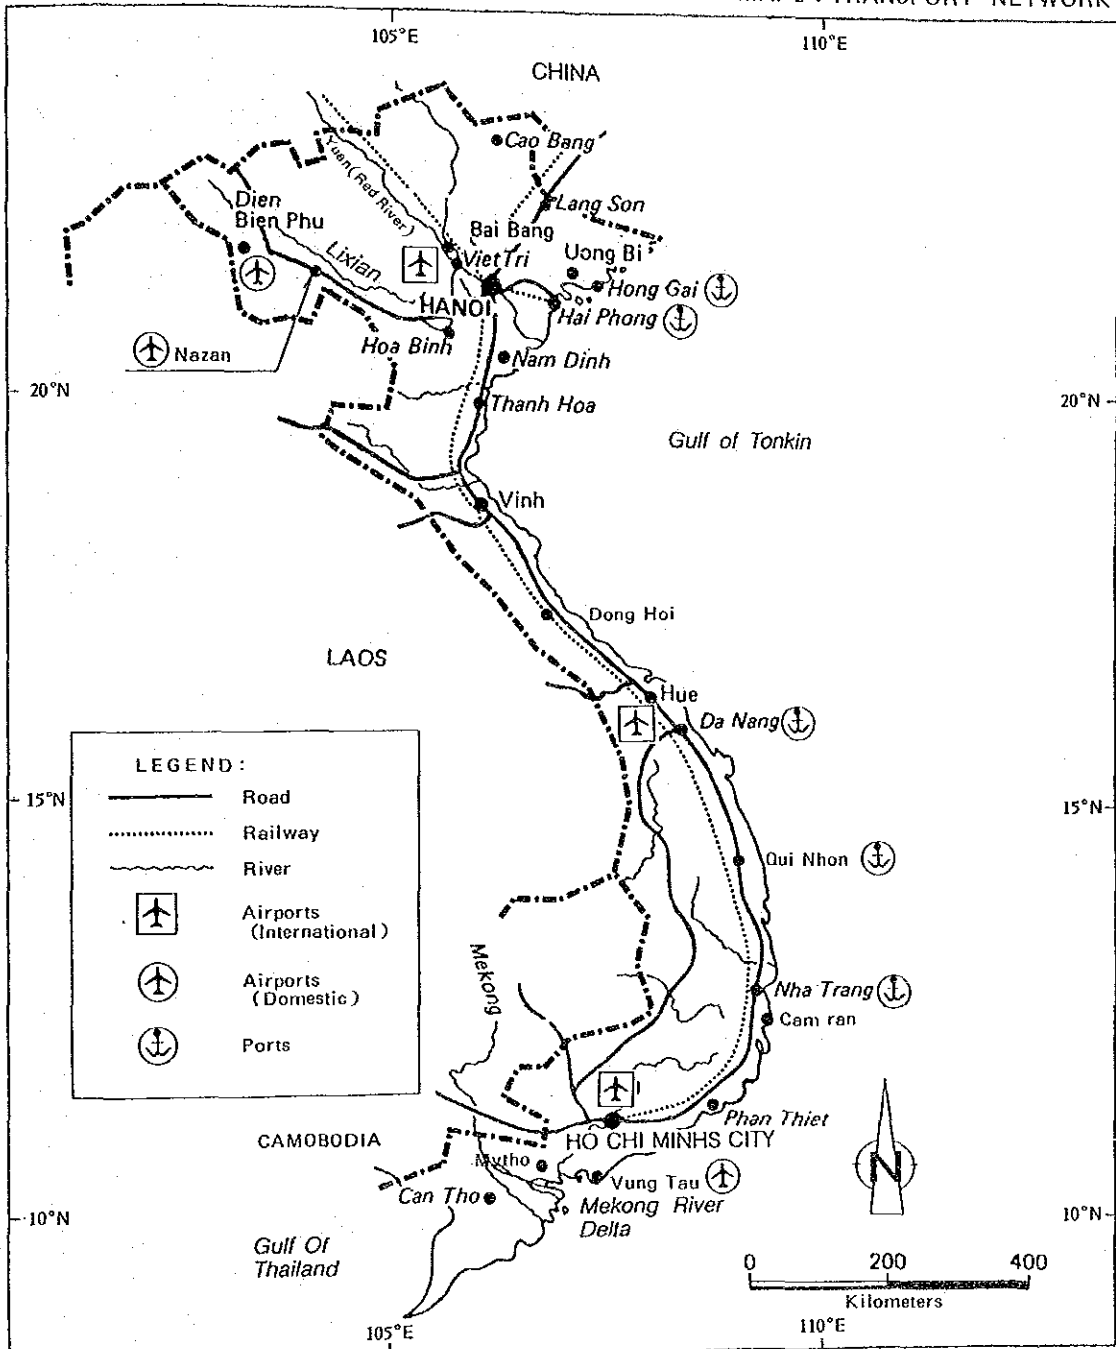 TRANSPORT NETWORK
105°E
110°E
CHINA
Cao Bang
Yuan (Red River)
Lang Son
Dien
Bien Phu
Bai Bang
Uong Bi
Lixian
Viet Tri
Hong Gai
HANOI
Hai Phong
Hoa Binh
Nazan
Nam Dinh
20°N
Thanh Hoa
20°N
Gulf of Tonkin
Vinh
Dong Hoi
LAOS
Hue
Da Nang
LEGEND:
Road
Railway
River
Airports
(International)
Airports
(Domestic)
Ports
15°N
15°N
Qui Nhon
Mekong
Nha Trang
Cam ran
Phan Thiet
CAMOBODIA
HO CHI MINHS CITY
Mytho
Vung Tau
Can Tho
Mekong River
Delta
N
10°N
10°N
Gulf Of
Thailand
0 200 400
Kilometers
105°E
110°E